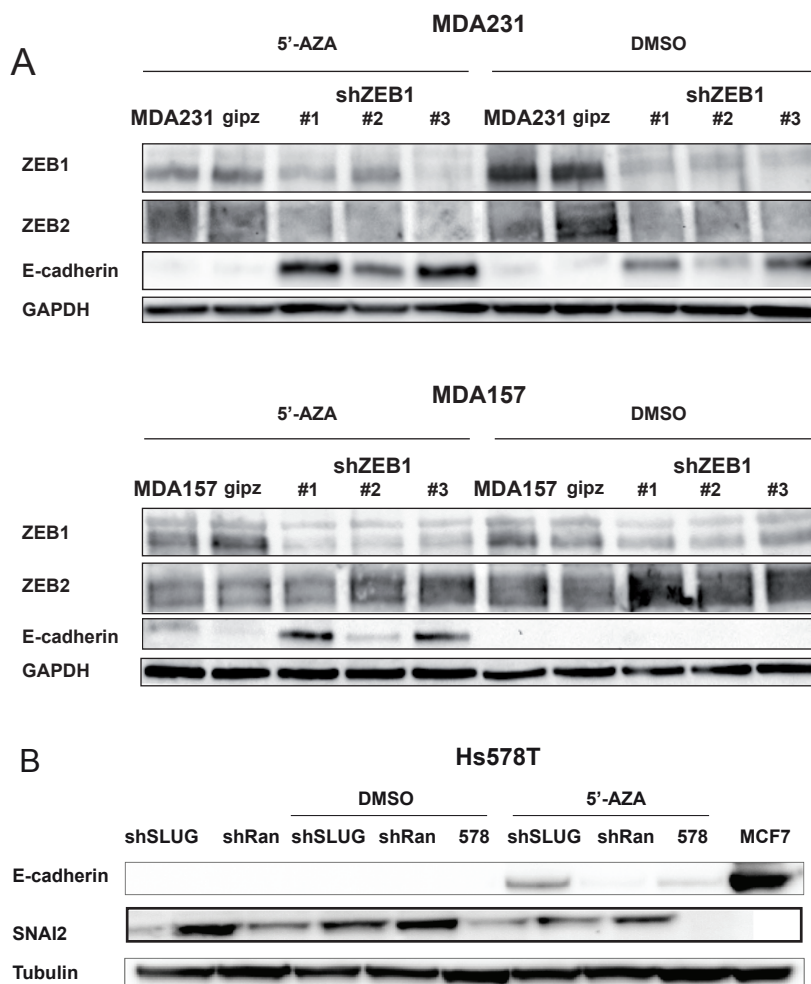 MDA231
5’-AZA DMSO
A
shZEB1 shZEB1
MDA231 gipz #1 #2 #3 MDA231 gipz #1 #2 #3
ZEB1
ZEB2
E-cadherin
GAPDH
MDA157
5’-AZA DMSO
shZEB1 shZEB1
MDA157 gipz #1 #2 #3 MDA157 gipz #1 #2 #3
ZEB1
ZEB2
E-cadherin
GAPDH
B
Hs578T
DMSO 5’-AZA
shSLUG shRan shSLUG shRan 578 shSLUG shRan 578 MCF7
E-cadherin
SNAI2
Tubulin